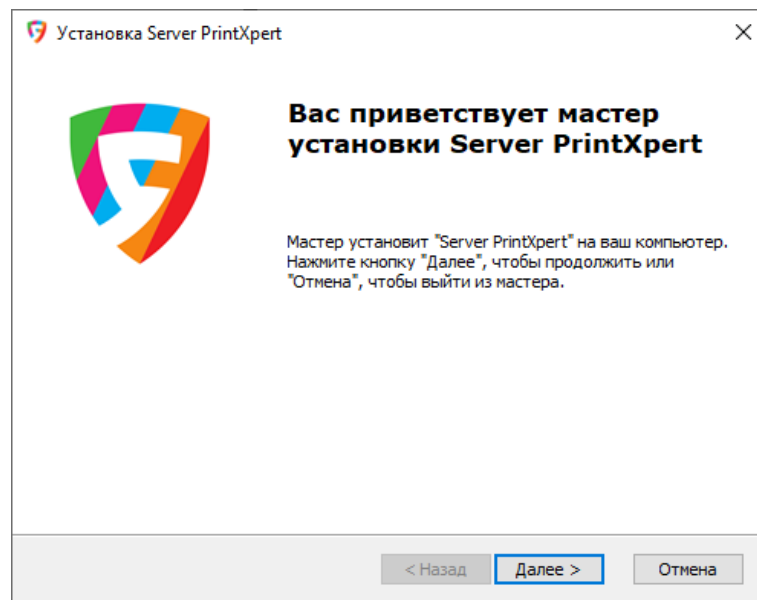 Установка Server PrintXpert
Вас приветствует мастер
установки Server PrintXpert
Мастер установит "Server PrintXpert" на ваш компьютер.
Нажмите кнопку "Далее", чтобы продолжить или
"Отмена", чтобы выйти из мастера.
< Назад
Далее >
Отмена